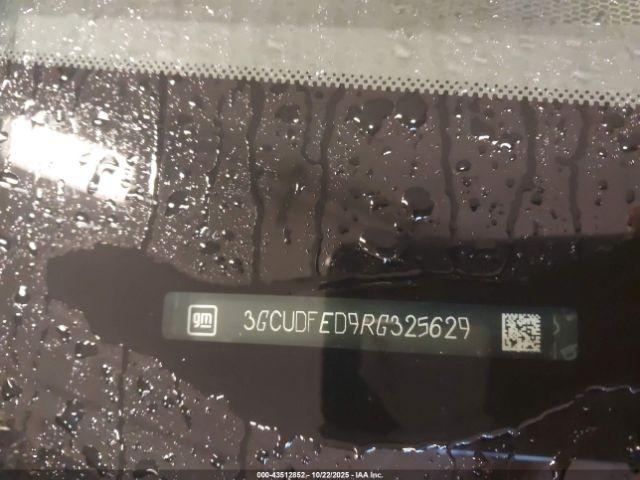 gm 3GCUDFED9RG325629
000-43512852 - 10/22/2025 - IAA Inc.